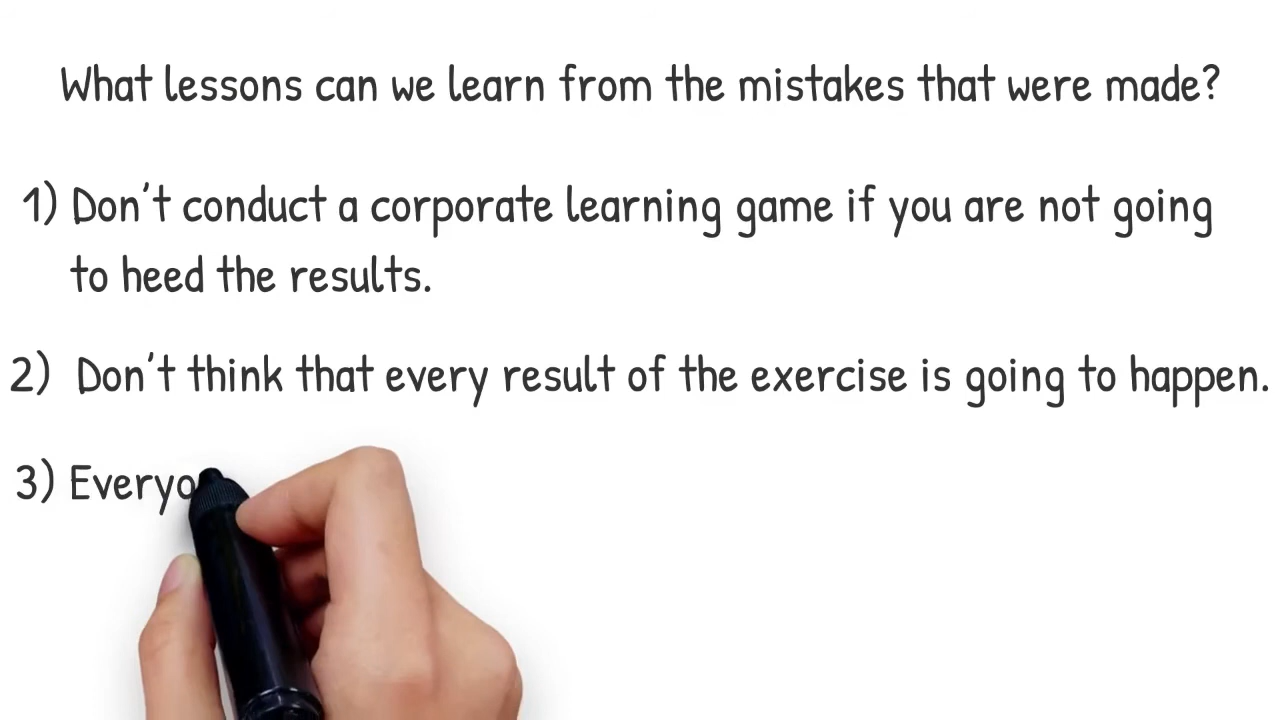 What lessons can we learn from the mistakes that were made?
1) Don't conduct a corporate learning game if you are not going
to heed the results.
2) Don't think that every result of the exercise is going to happen.
3) Everyo